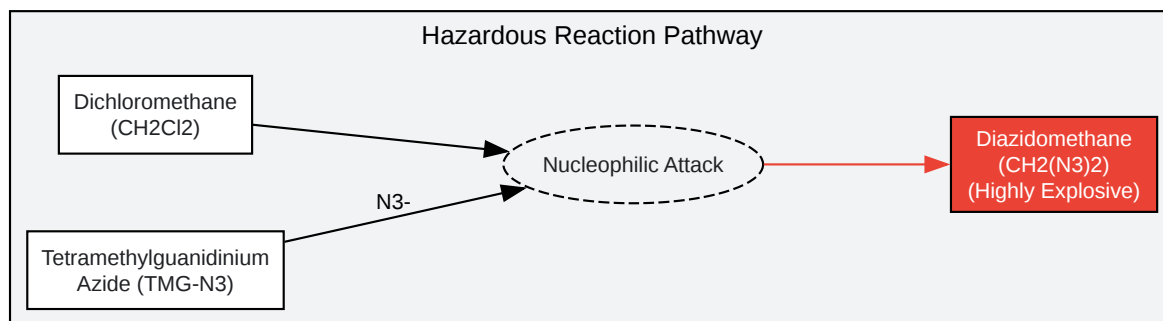 Hazardous Reaction Pathway
Dichloromethane
(CH2Cl2)
Nucleophilic Attack
Diazidomethane
(CH2(N3)2)
(Highly Explosive)
N3-
Tetramethylguanidinium
Azide (TMG-N3)